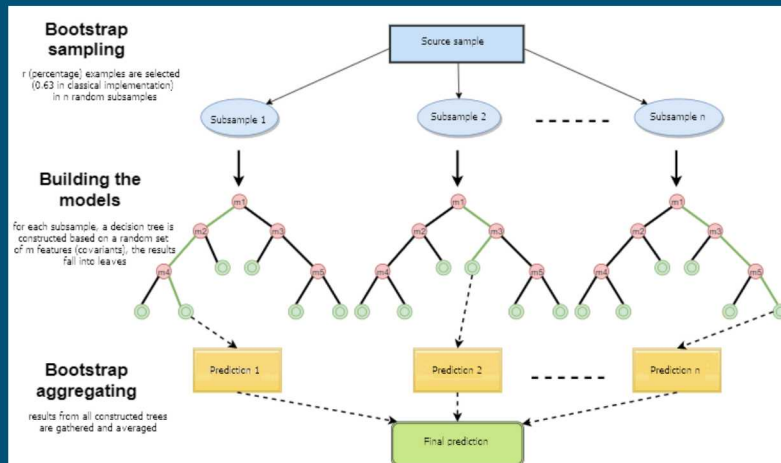 Bootstrap
sampling
r (percentage) examples are selected
(0.63 in classical implementation)
in n random subsamples
Source sample
Subsample 1
Subsample 2
Subsample n
Building the
models
for each subsample, a decision tree is
constructed based on a random set
of m features (covariants), the results
fall into leaves
m1
m2
m3
m4
m5
m1
m2
m3
m4
m5
m1
m2
m3
m4
m5
Bootstrap
aggregating
results from all constructed trees
are gathered and averaged
Prediction 1
Prediction 2
Prediction n
Final prediction